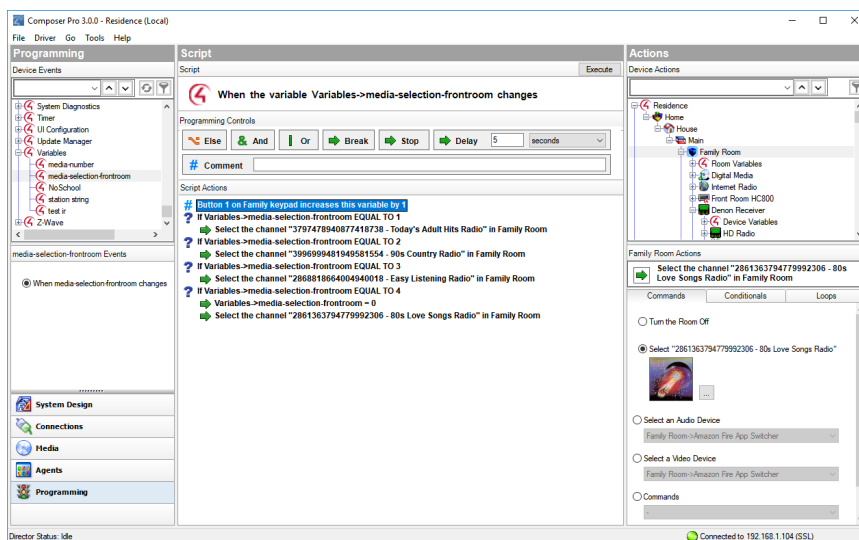 Composer Pro 3.0.0 - Residence (Local)
File Driver Go Tools Help
Programming
Device Events
System Diagnostics
Timer
UI Configuration
Update Manager
Variables
media-number
media-selection-frontroom
NoSchool
station string
test ir
Z-Wave
media-selection-frontroom Events
When media-selection-frontroom changes
System Design
Connections
Media
Agents
Programming
Director Status: Idle
Script
Script Execute
When the variable Variables->media-selection-frontroom changes
Programming Controls
Else And Or Break Stop Delay 5 seconds
# Comment
Script Actions
# Button 1 on Family keypad increases this variable by 1
? If Variables->media-selection-frontroom EQUAL TO 1
Select the channel "3797478940877418738 - Today's Adult Hits Radio" in Family Room
? If Variables->media-selection-frontroom EQUAL TO 2
Select the channel "3996999481949581554 - 90s Country Radio" in Family Room
? If Variables->media-selection-frontroom EQUAL TO 3
Select the channel "2688818664004940018 - Easy Listening Radio" in Family Room
? If Variables->media-selection-frontroom EQUAL TO 4
Variables->media-selection-frontroom = 0
Select the channel "2861363794779992306 - 80s Love Songs Radio" in Family Room
Actions
Device Actions
Residence
Home
House
Main
Family Room
Room Variables
Digital Media
Internet Radio
Front Room HC800
Denon Receiver
Device Variables
HD Radio
Family Room Actions
Select the channel "2861363794779992306 - 80s
Love Songs Radio" in Family Room
Commands Conditionals Loops
Turn the Room Off
Select "2861363794779992306 - 80s Love Songs Radio"
...
Select an Audio Device
Family Room->Amazon Fire App Switcher
Select a Video Device
Family Room->Amazon Fire App Switcher
Commands
-
Connected to 192.168.1.104 (SSL)